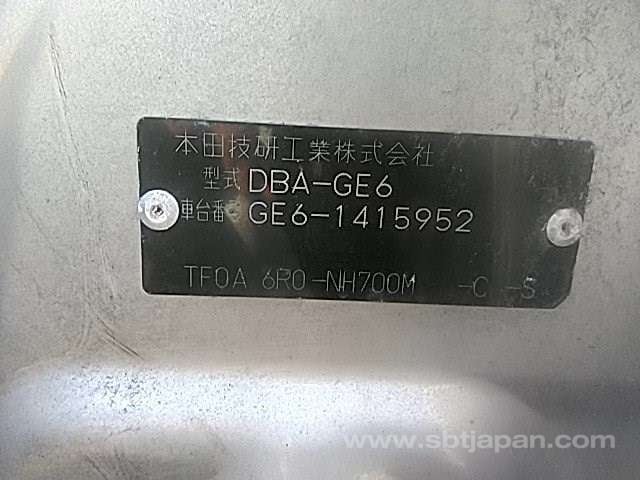 本田技研工業株式会社
型式 DBA-GE6
車台番号 GE6-1415952
TF0A 6R0-NH700M -C -S
www.sbtjapan.com